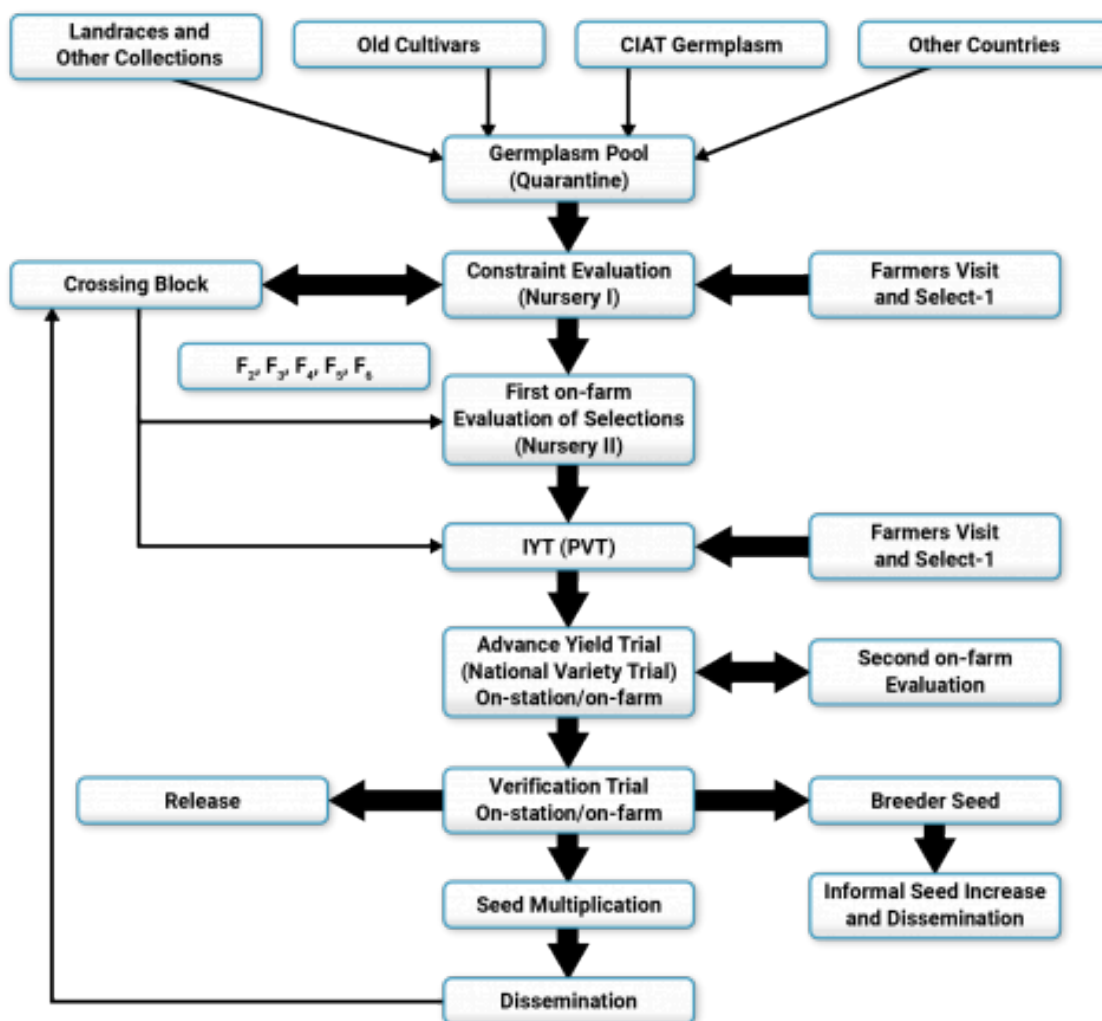 Landraces and
Other Collections
Old Cultivars
CIAT Germplasm
Other Countries
Germplasm Pool
(Quarantine)
Crossing Block
Constraint Evaluation
(Nursery I)
Farmers Visit
and Select-1
F₂, F₃, F₄, F₅, F₆
First on-farm
Evaluation of Selections
(Nursery II)
IYT (PVT)
Farmers Visit
and Select-1
Advance Yield Trial
(National Variety Trial)
On-station/on-farm
Second on-farm
Evaluation
Release
Verification Trial
On-station/on-farm
Breeder Seed
Seed Multiplication
Informal Seed Increase
and Dissemination
Dissemination